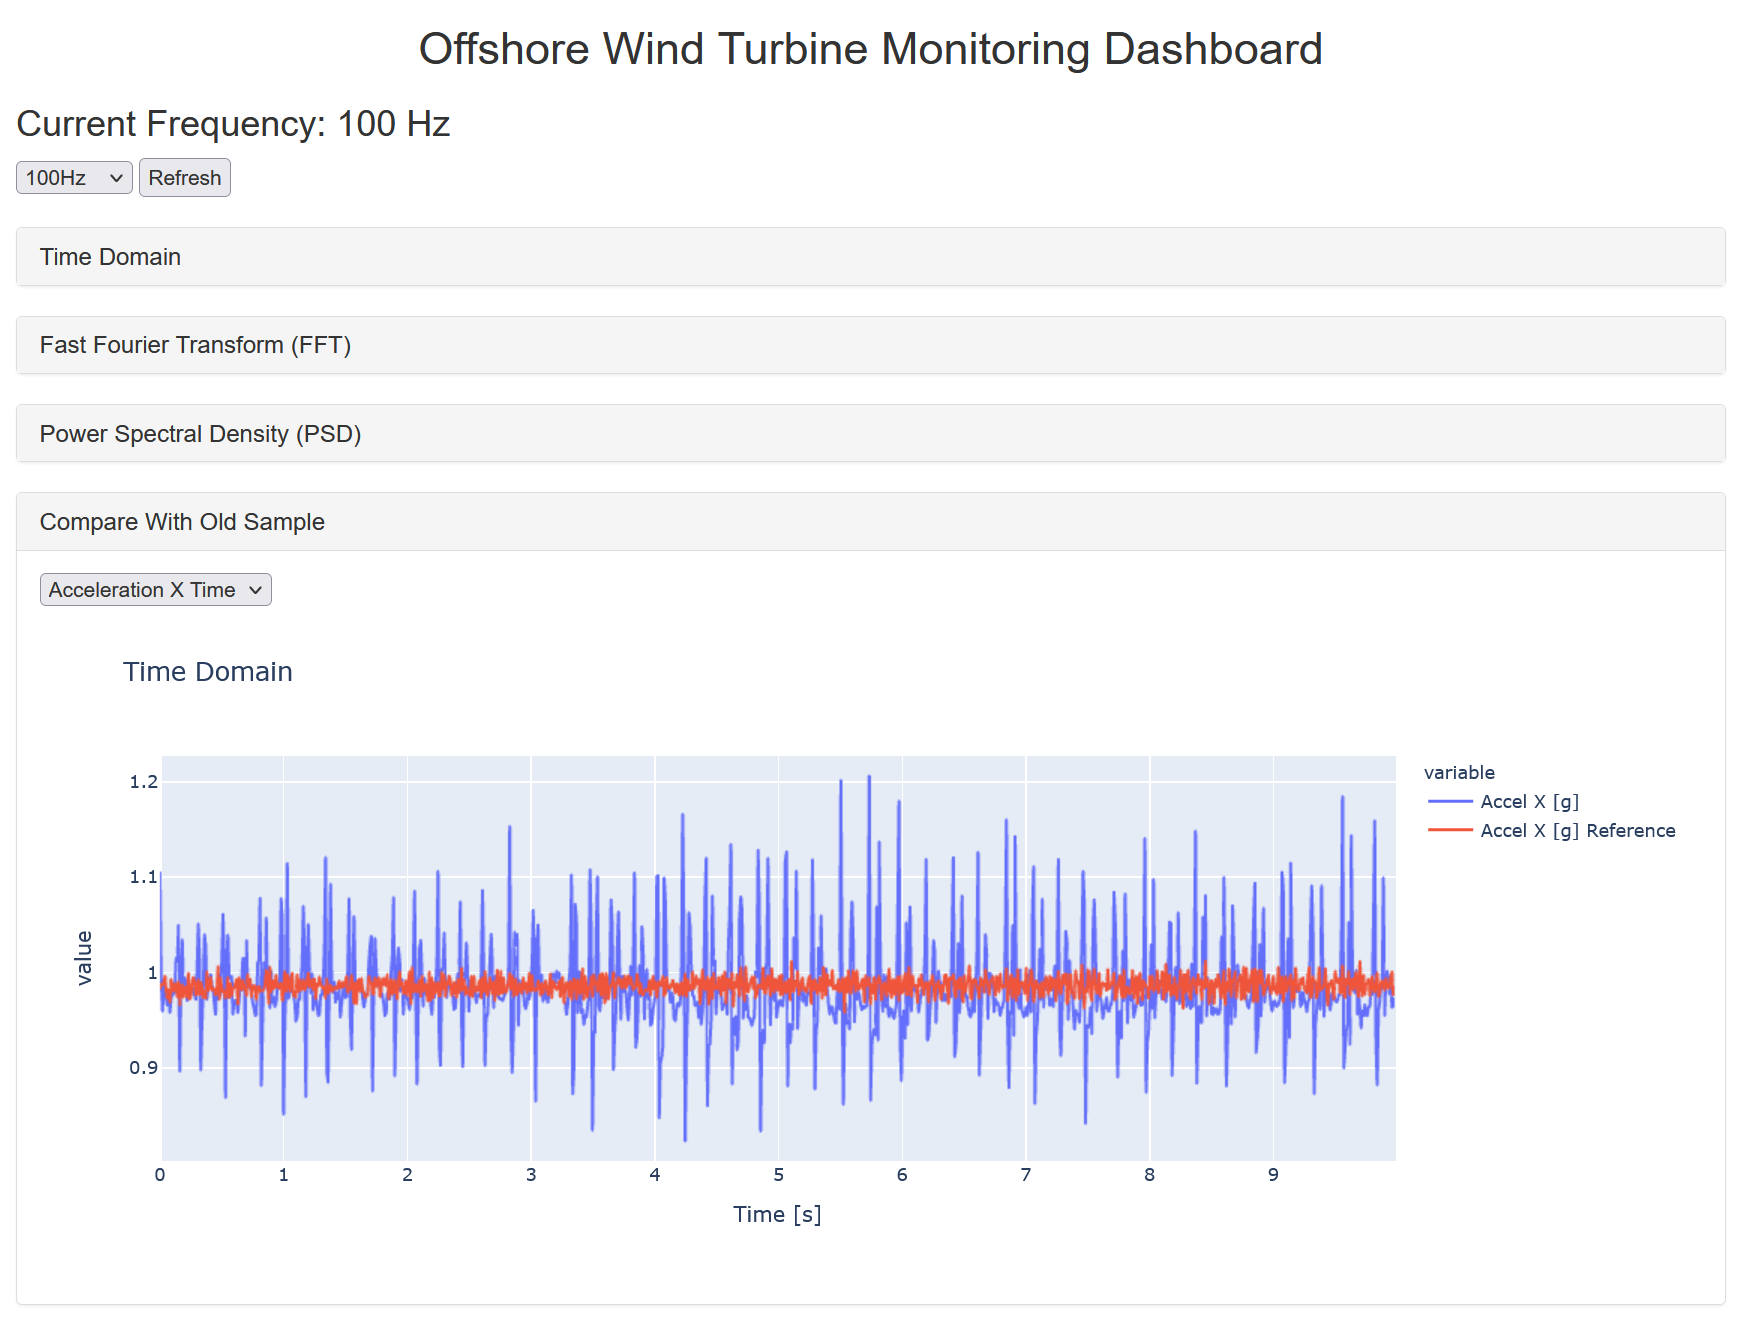 Offshore Wind Turbine Monitoring Dashboard
Current Frequency: 100 Hz
100Hz Refresh
Time Domain
Fast Fourier Transform (FFT)
Power Spectral Density (PSD)
Compare With Old Sample
Acceleration X Time
Time Domain
variable
Accel X [g]
Accel X [g] Reference
value
1.2
1.1
1
0.9
0 1 2 3 4 5 6 7 8 9
Time [s]